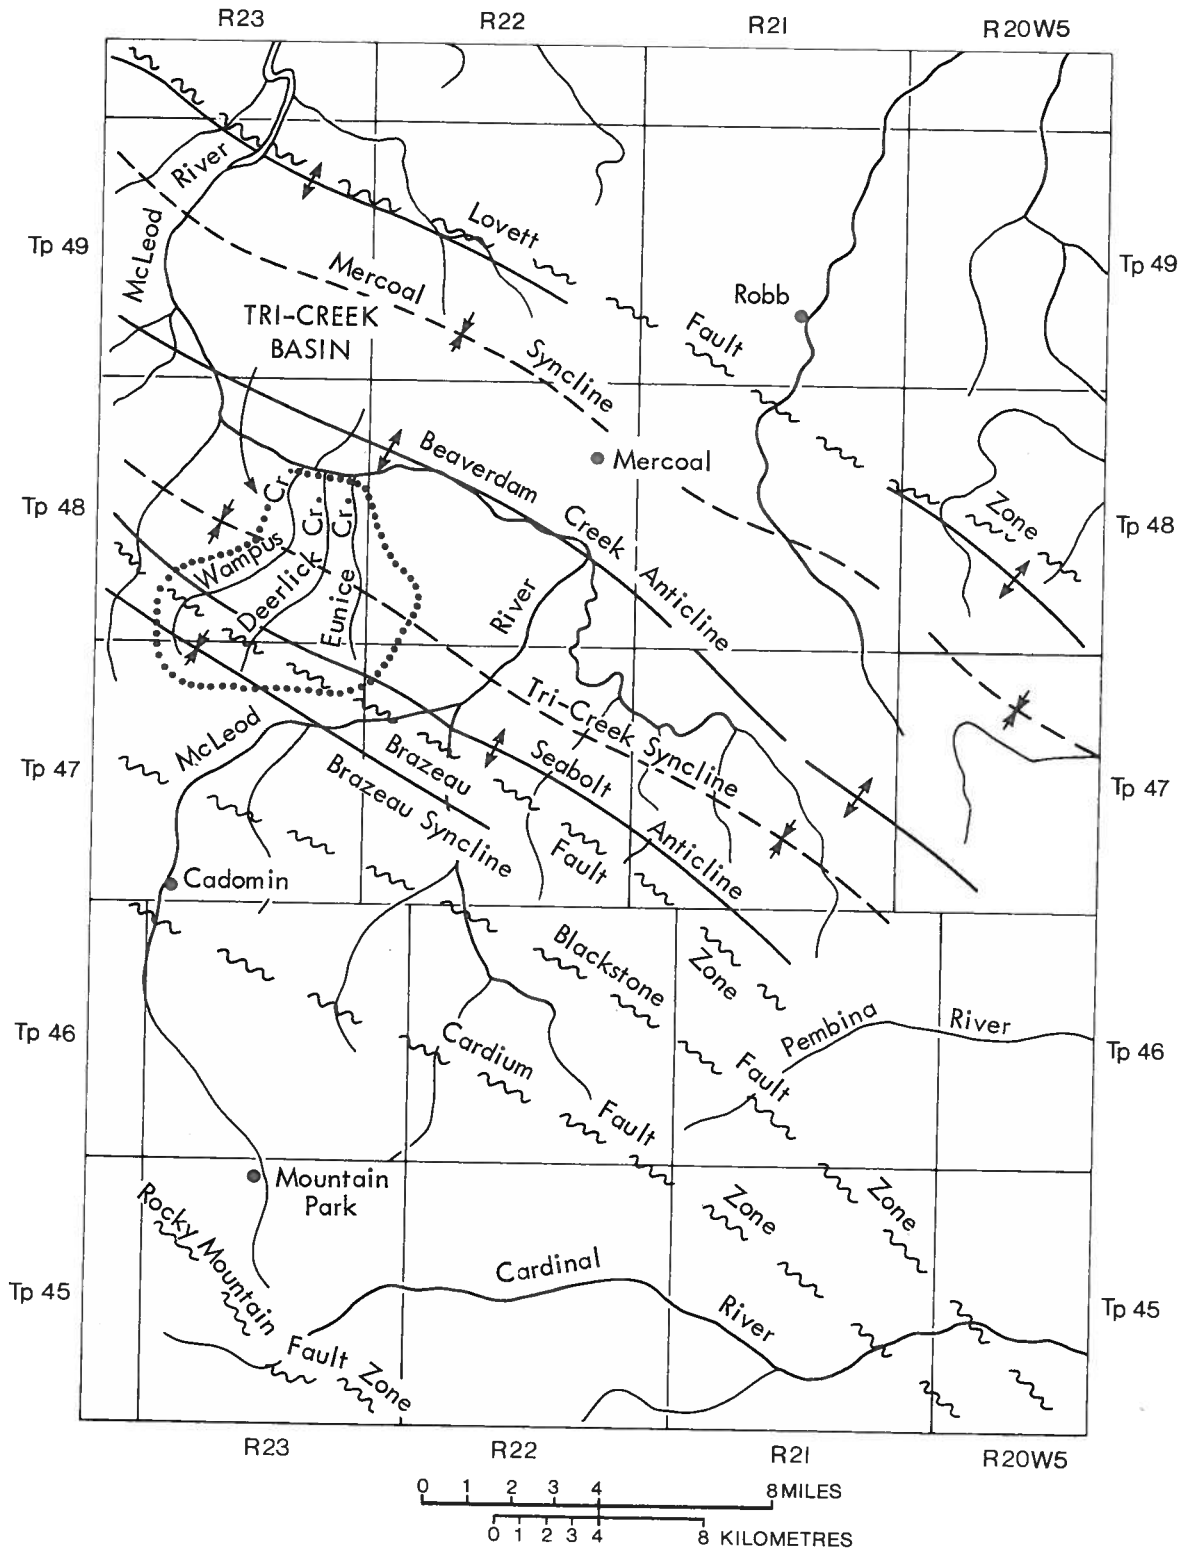 R23 R22 R21 R20W5
River
McLeod
Lovett
Tp 49
Tp 49
Mercoal
Robb
TRI-CREEK
BASIN
Fault
Syncline
Beaverdam
Mercoal
Cr.
Cr.
Cr.
Tp 48
Creek
Zone
Tp 48
Wampus
Deerlick
Eunice
Anticline
River
Tri-Creek Syncline
McLeod
Brazeau
Seabolt
Tp 47
Tp 47
Brazeau Syncline
Fault
Anticline
Cadomin
Blackstone
Zone
Pembina
River
Tp 46
Tp 46
Cardium
Fault
Fault
Mountain
Park
Rocky Mountain
Zone
Zone
Cardinal
Tp 45
Tp 45
River
Fault Zone
R23 R22 R21 R20W5
0 1 2 3 4 8 MILES
0 1 2 3 4 8 KILOMETRES